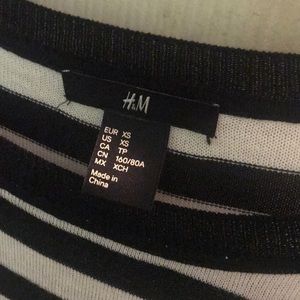 H&M
EUR XS
US XS
CA TP
CN 160/80A
MX XCH
Made in
China